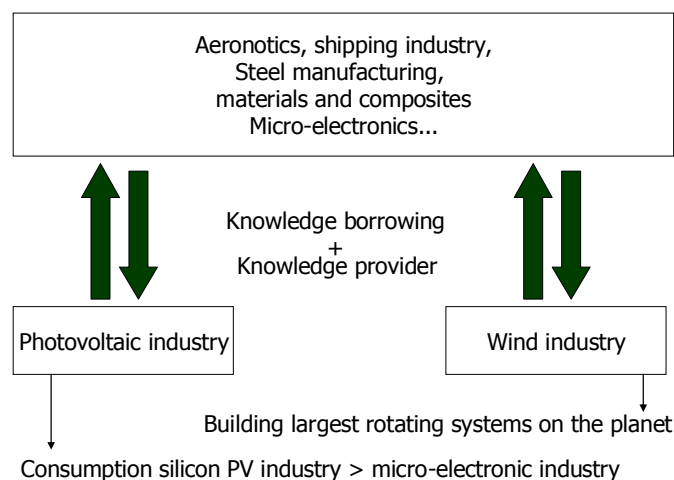 Aeronotics, shipping industry,
Steel manufacturing,
materials and composites
Micro-electronics...
Knowledge borrowing
+
Knowledge provider
Photovoltaic industry
Wind industry
Building largest rotating systems on the planet
Consumption silicon PV industry > micro-electronic industry